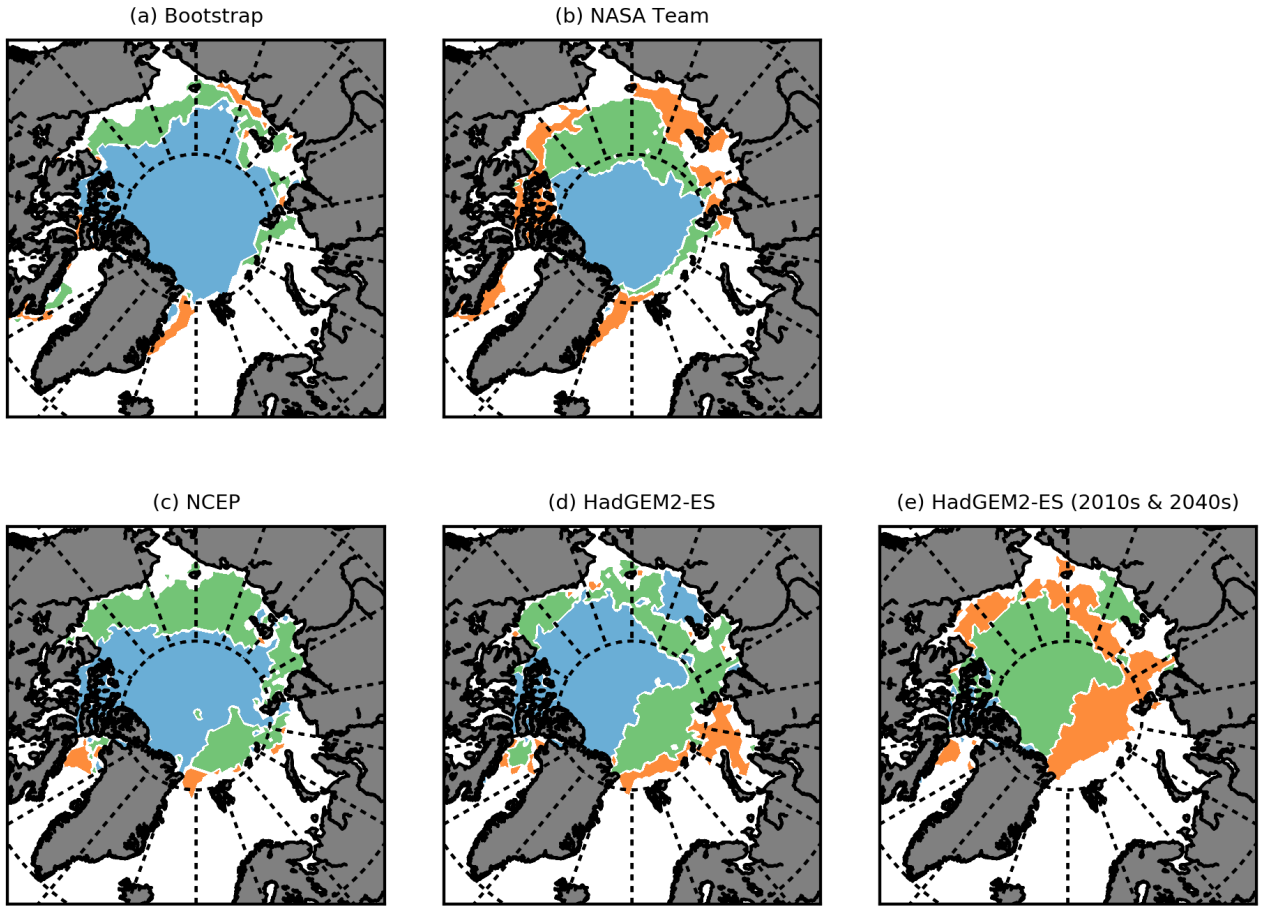 (a) Bootstrap
(b) NASA Team
(c) NCEP
(d) HadGEM2-ES
(e) HadGEM2-ES (2010s & 2040s)